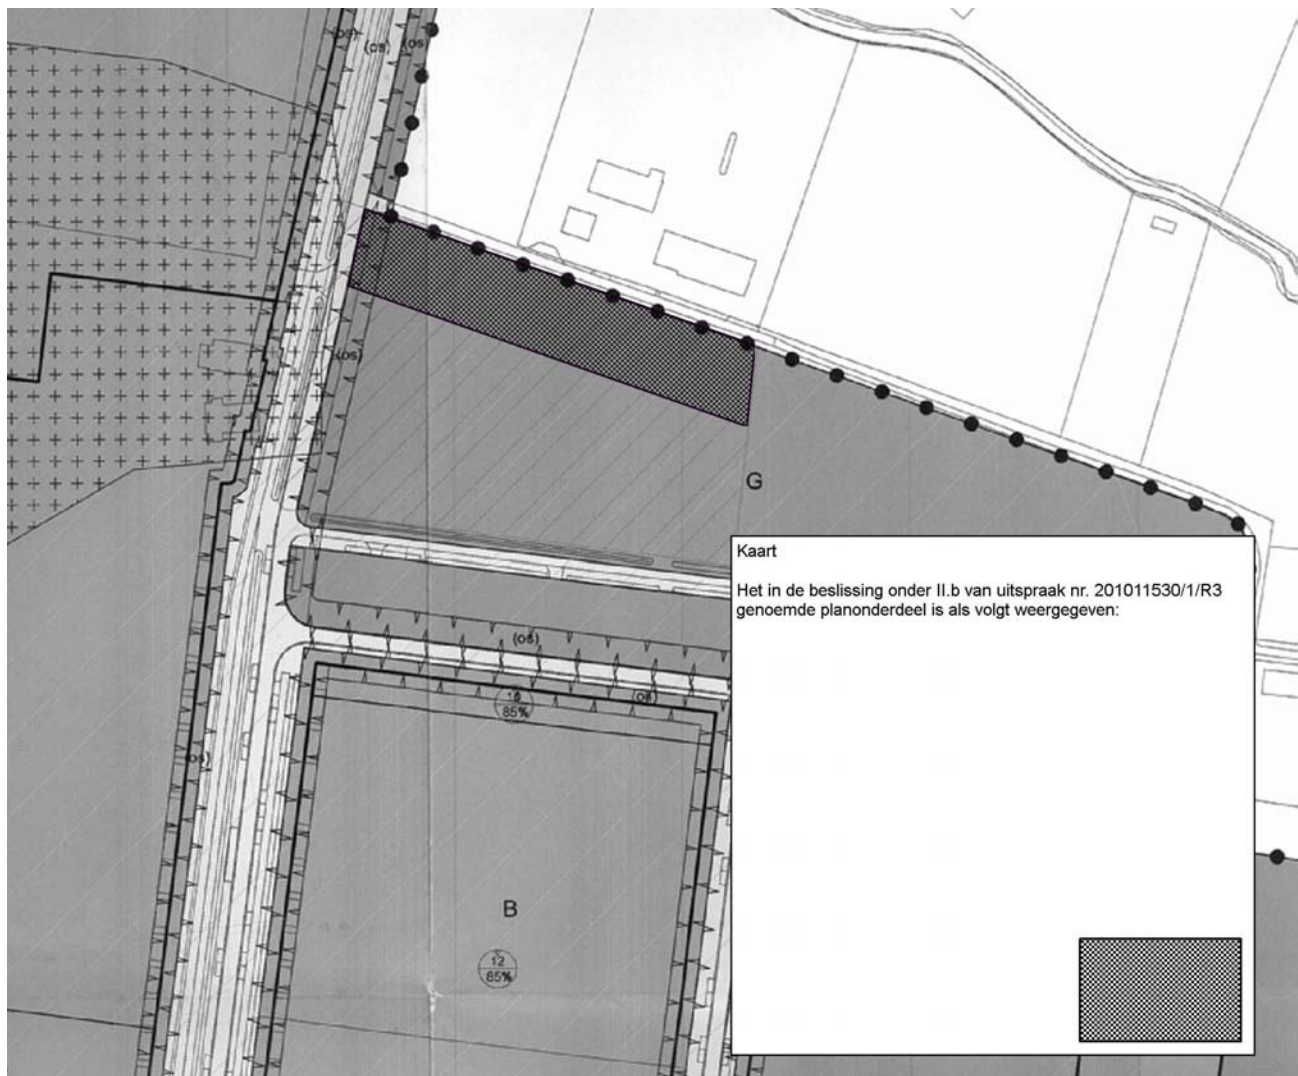 (os)
(os)
(os)
(os)
G
Kaart
Het in de beslissing onder II.b van uitspraak nr. 201011530/1/R3
genoemde planonderdeel is als volgt weergegeven:
(os)
(os)
85%
(os)
B
12
85%